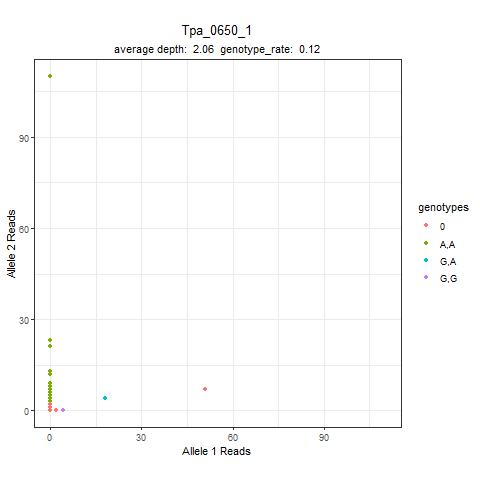 Tpa_0650_1
average depth:  2.06  genotype_rate:  0.12
90
60
30
0
Allele 2 Reads
0
30
60
90
Allele 1 Reads
genotypes
0
A,A
G,A
G,G